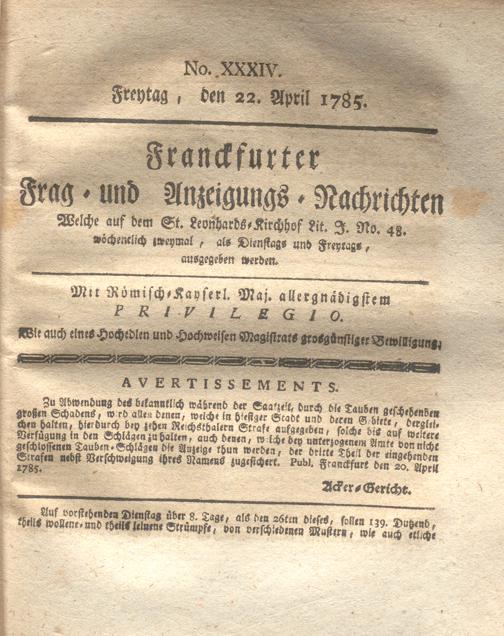 No. XXXIV.
Freytag, den 22. April 1785.
Franckfurter
Frag-und Anzeigungs-Nachrichten
Welche auf dem St. Leonhards-Kirchhof Lit. J. No. 48.
wöchentlich zweymal, als Dienstags und Freytags,
ausgegeben werden.
Mit Römisch-Kayserl. Maj. allergnädigstem
PRIVILEGIO.
Wie auch eines Hochedlen und Hochweisen Magistrats grosgünstiger Bewilligung.
AVERTISSEMENTS.
Zu Abwendung des bekanntlich während der Saatzeit, durch die Tauben geschehenden
großen Schadens, wird allen denen, welche in hiesiger Stadt und deren Gebiete, derglei-
chen halten, hierdurch bey zehen Reichsthalern Strafe aufgegeben, solche bis auf weitere
Verfügung in den Schlägen zu halten, auch denen, welche bey unterzogenem Amte von nicht
geschlossenen Tauben-Schlägen die Anzeige thun werden, der dritte Theil der eingehenden
Strafen nebst Verschweigung ihres Namens zugesichert. Publ. Franckfurt den 20. April
1785.
Acker-Gericht.
Auf vorstehenden Dienstag über 8. Tage, als den 26ten dieses, sollen 139. Dutzend,
theils wollene- und theils leinene Strümpfe, von verschiedenen Mustern, wie auch etliche